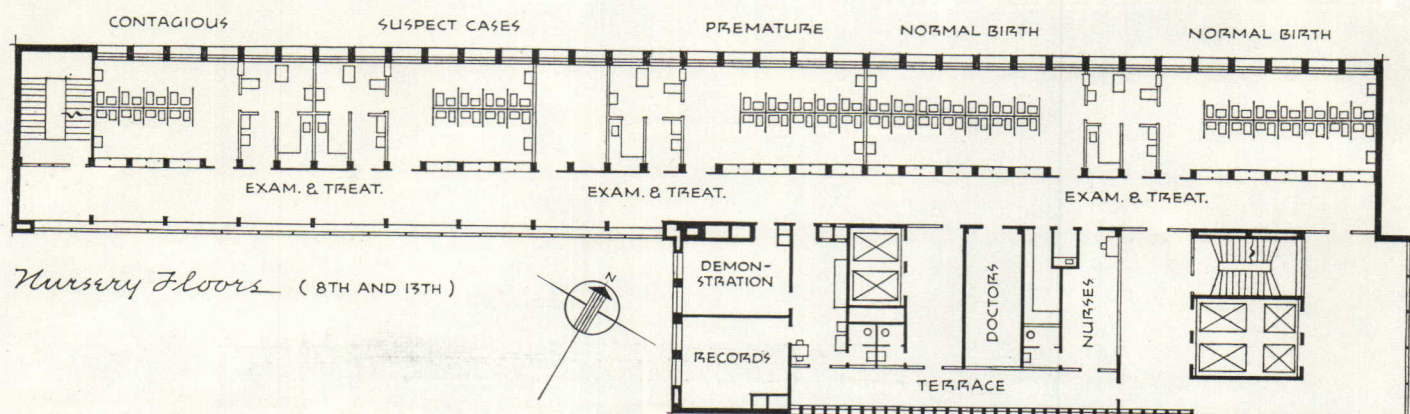 CONTAGIOUS
SUSPECT CASES
PREMATURE
NORMAL BIRTH
NORMAL BIRTH
EXAM. & TREAT.
EXAM. & TREAT.
EXAM. & TREAT.
Nursery Floors (8TH AND 13TH)
N
DEMON-
STRATION
DOCTORS
NURSES
RECORDS
TERRACE